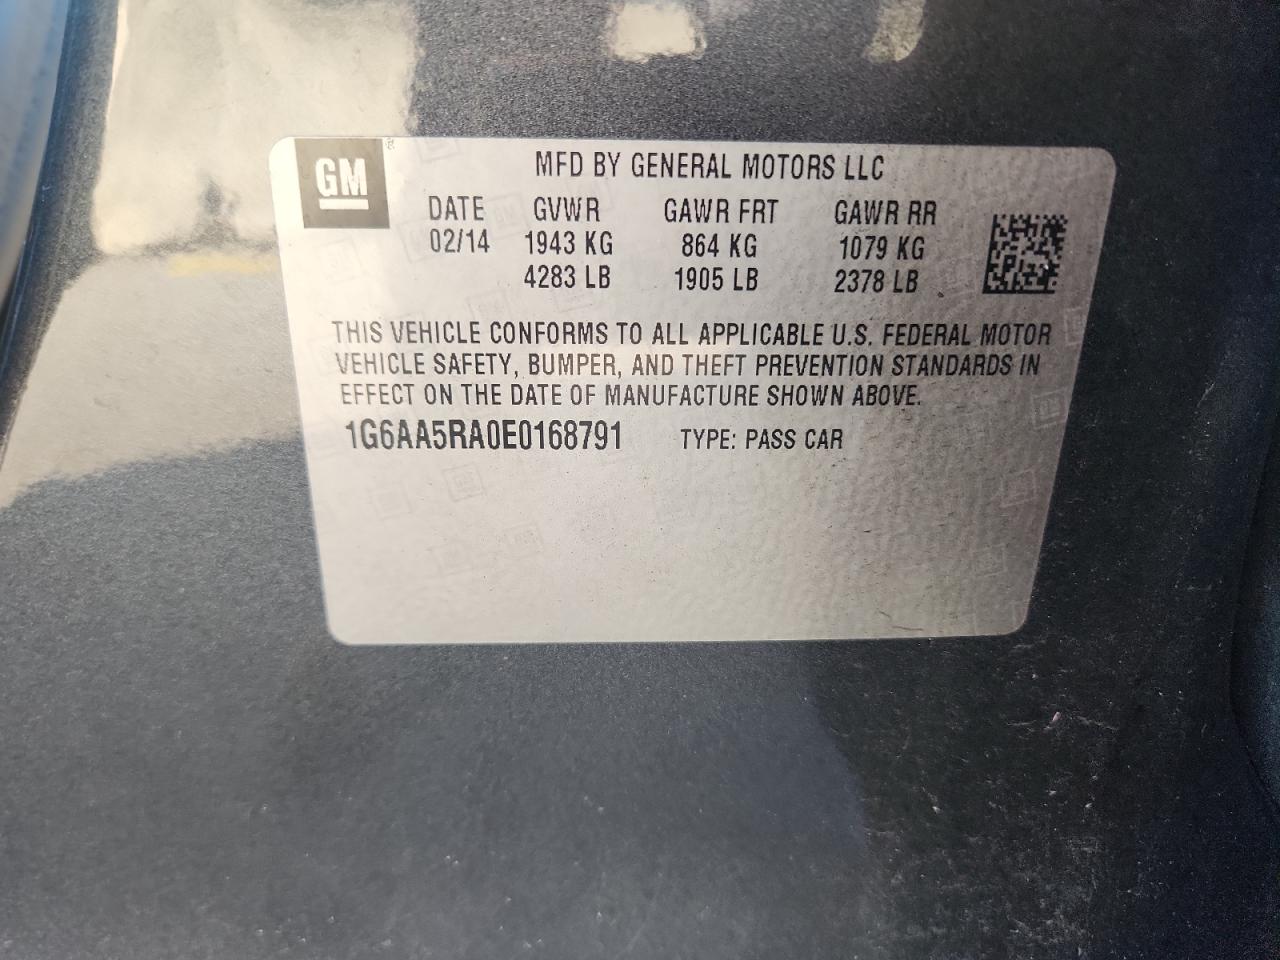 GM
MFD BY GENERAL MOTORS LLC
DATE GVWR GAWR FRT GAWR RR
02/14 1943 KG 864 KG 1079 KG
4283 LB 1905 LB 2378 LB
THIS VEHICLE CONFORMS TO ALL APPLICABLE U.S. FEDERAL MOTOR
VEHICLE SAFETY, BUMPER, AND THEFT PREVENTION STANDARDS IN
EFFECT ON THE DATE OF MANUFACTURE SHOWN ABOVE.
1G6AA5RA0E0168791 TYPE: PASS CAR